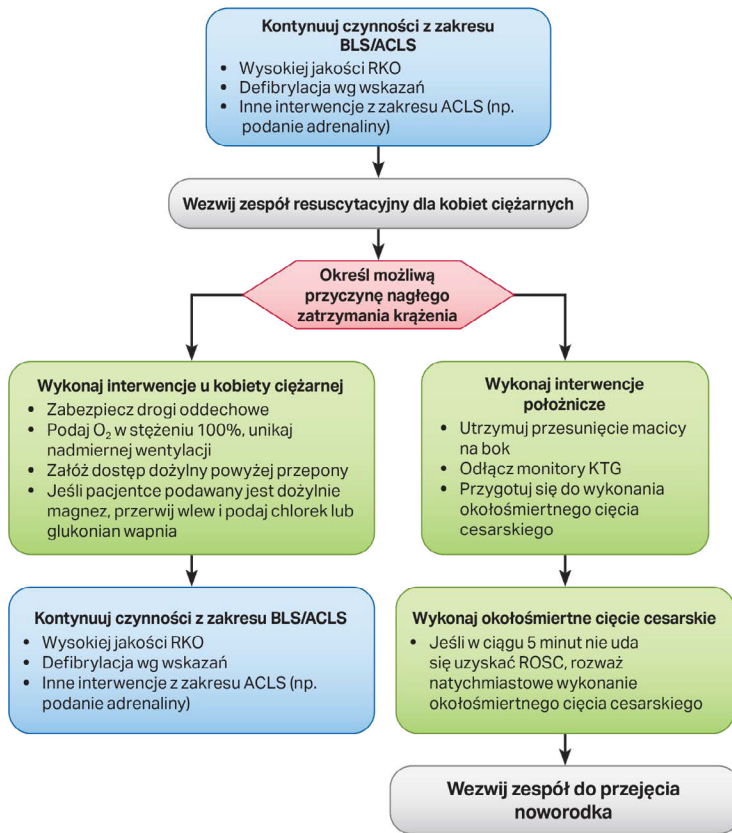 Kontynuuj czynności z zakresu
BLS/ACLS
• Wysokiej jakości RKO
• Defibrylacja wg wskazań
• Inne interwencje z zakresu ACLS (np.
podanie adrenaliny)
Wezwij zespół resuscytacyjny dla kobiet ciężarnych
Określ możliwą
przyczynę nagłego
zatrzymania krążenia
Wykonaj interwencje u kobiety ciężarnej
• Zabezpiecz drogi oddechowe
• Podaj O₂ w stężeniu 100%, unikaj
nadmiernej wentylacji
• Załóż dostęp dożylny powyżej przepony
• Jeśli pacjentce podawany jest dożylnie
magnez, przerwij wlew i podaj chlorek lub
glukonian wapnia
Kontynuuj czynności z zakresu BLS/ACLS
• Wysokiej jakości RKO
• Defibrylacja wg wskazań
• Inne interwencje z zakresu ACLS (np.
podanie adrenaliny)
Wykonaj interwencje
położnicze
• Utrzymuj przesunięcie macicy
na bok
• Odłącz monitory KTG
• Przygotuj się do wykonania
okołośmiertnego cięcia
cesarskiego
Wykonaj okołośmiertne cięcie cesarskie
• Jeśli w ciągu 5 minut nie uda
się uzyskać ROSC, rozważ
natychmiastowe wykonanie
okołośmiertnego cięcia cesarskiego
Wezwij zespół do przejęcia
noworodka